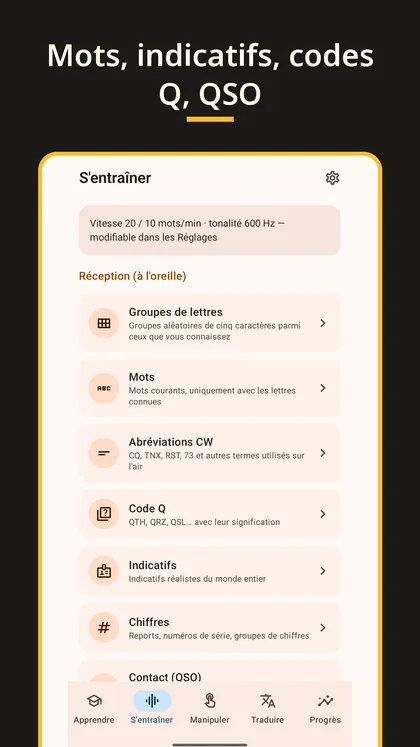 Mots, indicatifs, codes
Q, QSO
S'entraîner
Vitesse 20 / 10 mots/min · tonalité 600 Hz —
modifiable dans les Réglages
Réception (à l'oreille)
Groupes de lettres
Groupes aléatoires de cinq caractères parmi
ceux que vous connaissez
ABC
Mots
Mots courants, uniquement avec les lettres
connues
Abréviations CW
CQ, TNX, RST, 73 et autres termes utilisés sur
l'air
Code Q
QTH, QRZ, QSL… avec leur signification
Indicatifs
Indicatifs réalistes du monde entier
Chiffres
Reports, numéros de série, groupes de chiffres
Contact (QSO)
Apprendre
S'entraîner
Manipuler
Traduire
Progrès